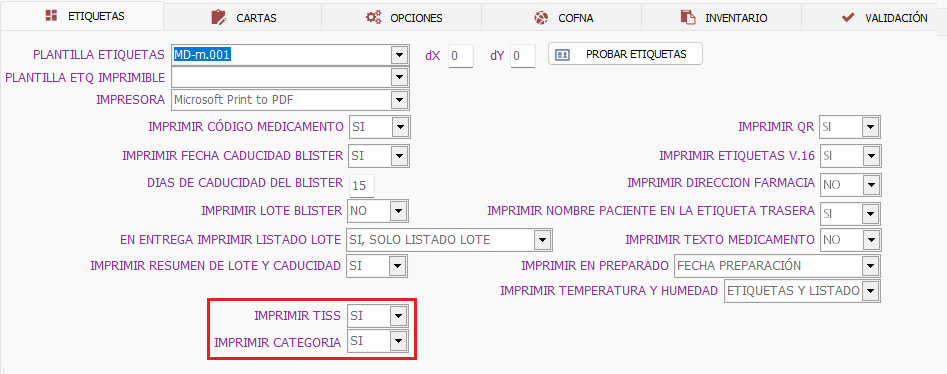 ETIQUETAS CARTAS OPCIONES COFNA INVENTARIO VALIDACIÓN
PLANTILLA ETIQUETAS MD-m.001 dX 0 dY 0 PROBAR ETIQUETAS
PLANTILLA ETQ IMPRIMIBLE
IMPRESORA Microsoft Print to PDF
IMPRIMIR CÓDIGO MEDICAMENTO SI IMPRIMIR QR SI
IMPRIMIR FECHA CADUCIDAD BLISTER SI IMPRIMIR ETIQUETAS V.16 SI
DIAS DE CADUCIDAD DEL BLISTER 15 IMPRIMIR DIRECCION FARMACIA NO
IMPRIMIR LOTE BLISTER NO IMPRIMIR NOMBRE PACIENTE EN LA ETIQUETA TRASERA SI
EN ENTREGA IMPRIMIR LISTADO LOTE SI, SOLO LISTADO LOTE IMPRIMIR TEXTO MEDICAMENTO NO
IMPRIMIR RESUMEN DE LOTE Y CADUCIDAD SI IMPRIMIR EN PREPARADO FECHA PREPARACIÓN
IMPRIMIR TEMPERATURA Y HUMEDAD ETIQUETAS Y LISTADO
IMPRIMIR TISS SI
IMPRIMIR CATEGORIA SI